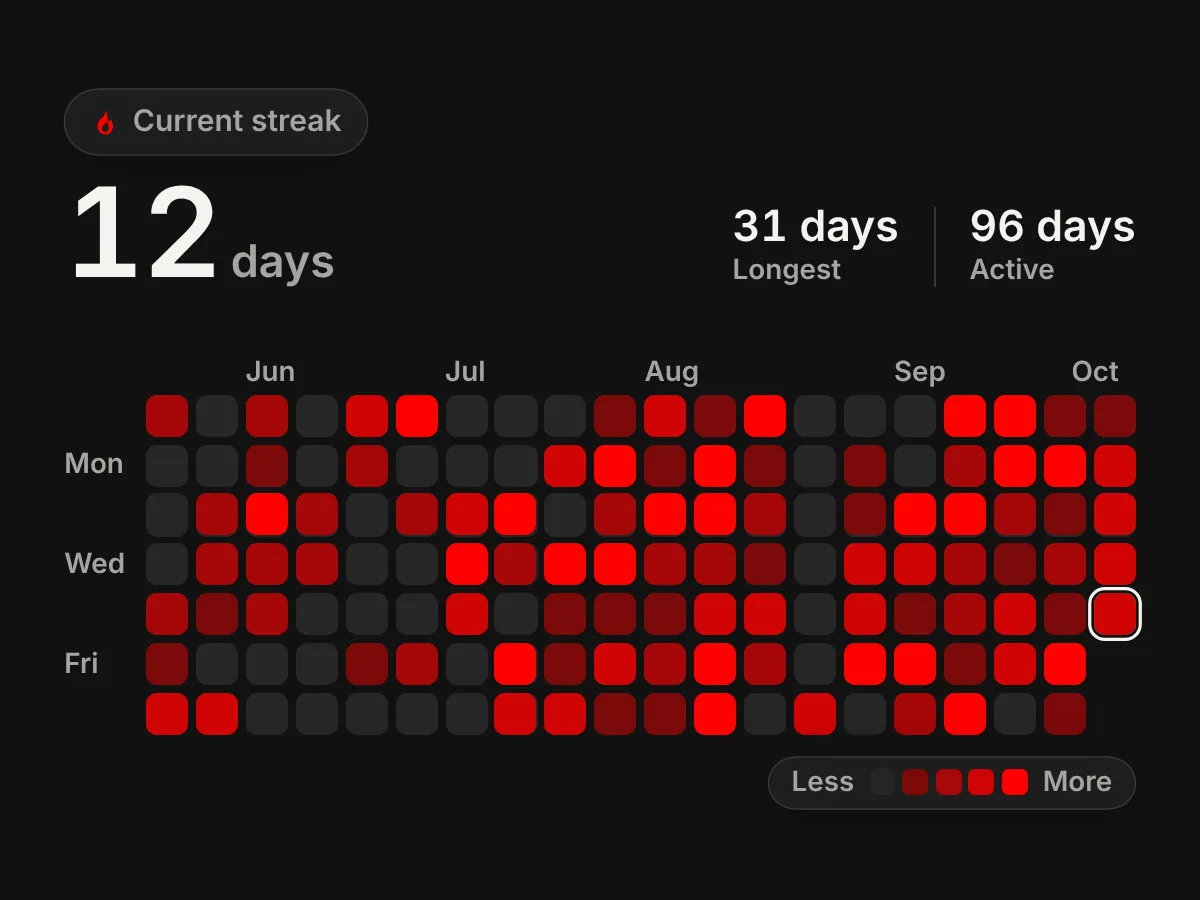 Current streak
12 days
31 days
Longest
96 days
Active
Jun Jul Aug Sep Oct
Mon
Wed
Fri
Less More